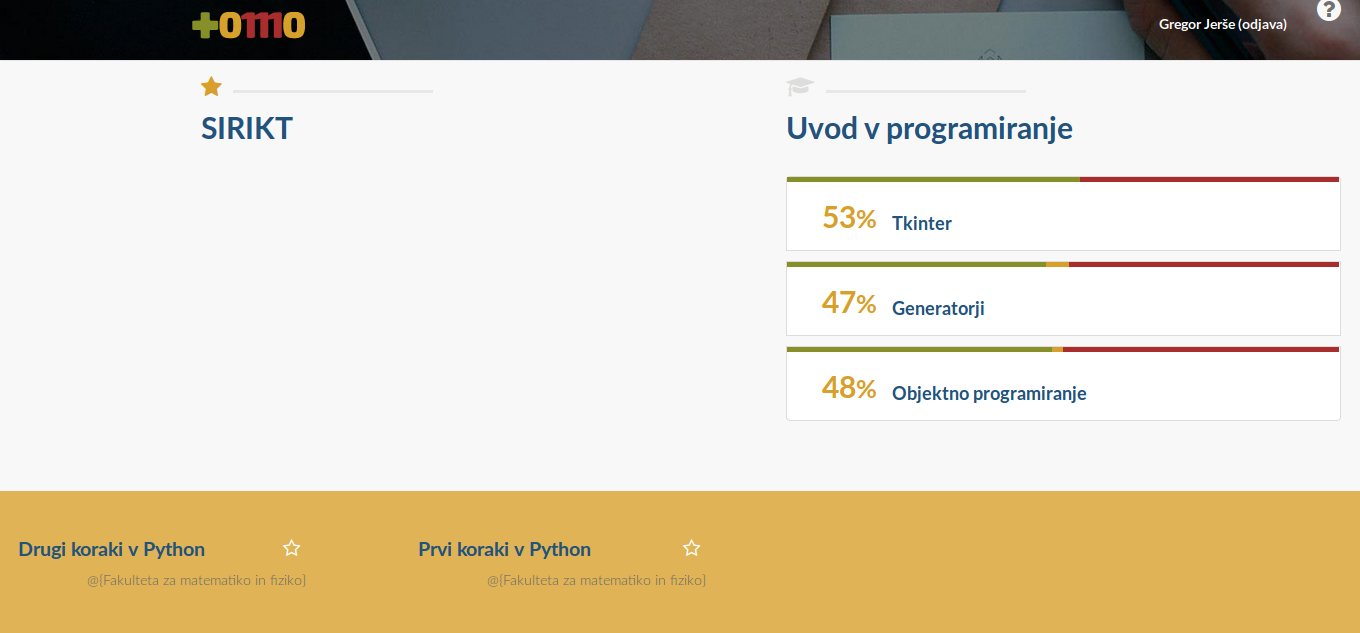 +omo
Gregor Jerše (odjava)
?
SIRIKT
Uvod v programiranje
53% Tkinter
47% Generatorji
48% Objektno programiranje
Drugi koraki v Python
@{Fakulteta za matematiko in fiziko}
Prvi koraki v Python
@{Fakulteta za matematiko in fiziko}